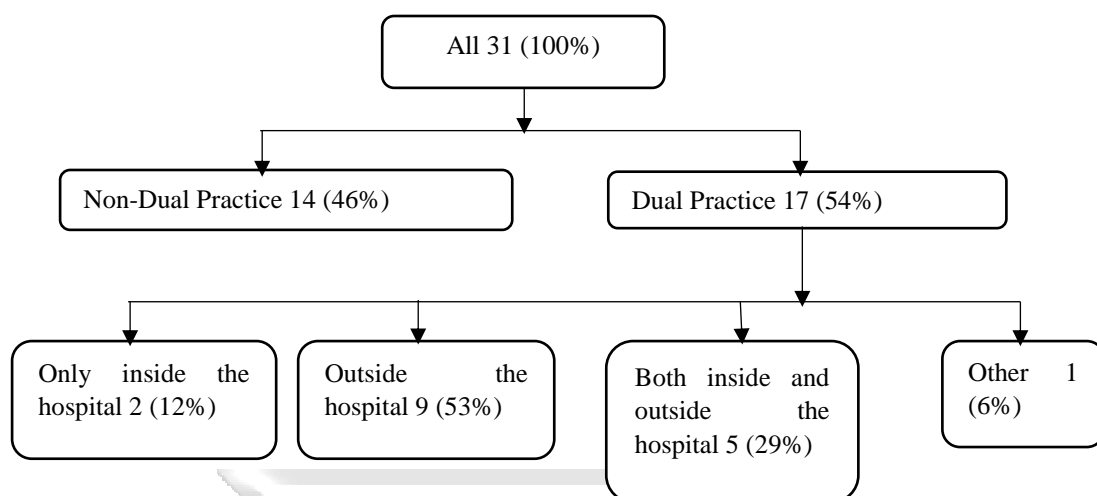 All 31 (100%)
Non-Dual Practice 14 (46%)
Dual Practice 17 (54%)
Only inside the
hospital 2 (12%)
Outside the
hospital 9 (53%)
Both inside and
outside the
hospital 5 (29%)
Other 1
(6%)